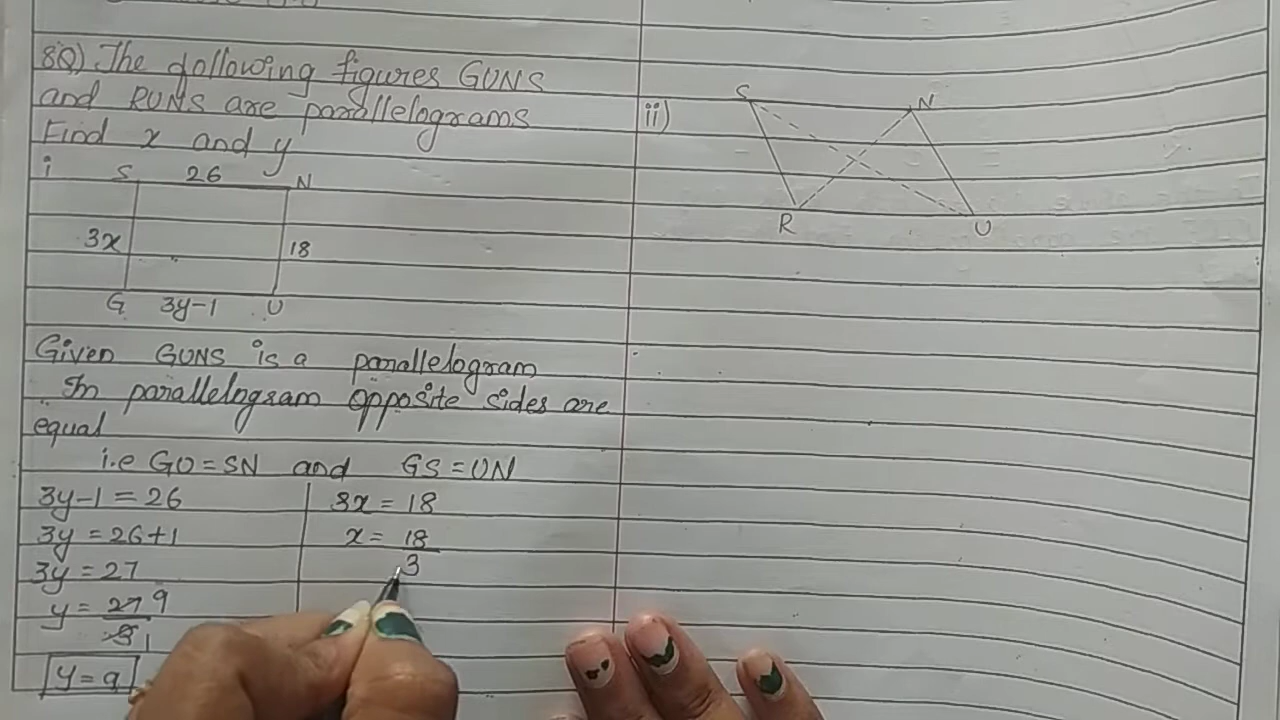 8Q) The following figures GUNS
and RUNS are parallelograms
Find x and y
i S 26 N
3x 18
G 3y-1 U
Given GUNS is a parallelogram
In parallelogram opposite sides are
equal
i.e GU = SN and GS = UN
3y-1 = 26
3y = 26+1
3y = 27
y = 27 9
3 1
y = 9
3x = 18
x = 18
3
ii)
S N
R U